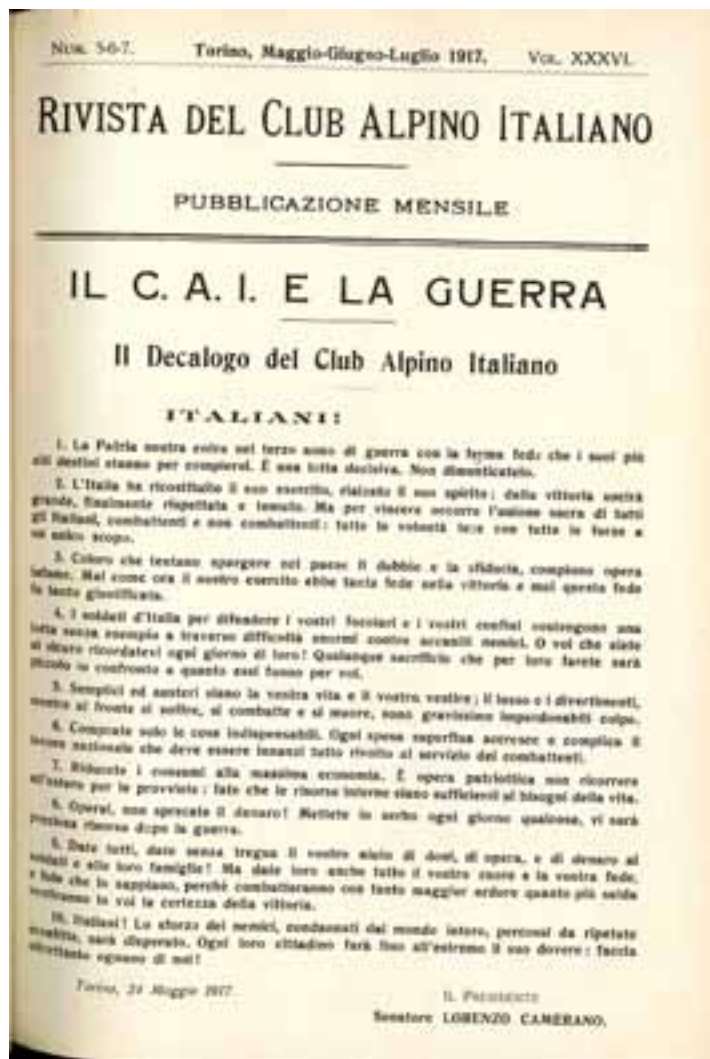 NUM. 5-6-7. Torino, Maggio-Giugno-Luglio 1917. VOL. XXXVI.
RIVISTA DEL CLUB ALPINO ITALIANO
PUBBLICAZIONE MENSILE
IL C. A. I. E LA GUERRA
Il Decalogo del Club Alpino Italiano
ITALIANI!
1. La Patria nostra entra nel terzo anno di guerra con la ferma fede che i suoi più
alti destini stanno per compiersi. È una lotta decisiva. Non dimenticatelo.
2. L'Italia ha ricostituito il suo esercito, rialzato il suo spirito; dalla vittoria uscirà
grande, finalmente rispettata e temuta. Ma per vincere occorre l'unione sacra di tutti
gli Italiani, combattenti e non combattenti: tutte le volontà tese con tutte le forze a
un unico scopo.
3. Coloro che tentano spargere nel paese il dubbio e la sfiducia, compiono opera
infame. Mai come ora il nostro esercito ebbe tanta fede nella vittoria e mai questa fede
fu tanto giustificata.
4. I soldati d'Italia per difendere i vostri focolari e i vostri confini sostengono una
lotta senza esempio a traverso difficoltà enormi contro accaniti nemici. O voi che siete
al sicuro ricordatevi ogni giorno di loro! Qualunque sacrificio che per loro farete sarà
piccolo in confronto a quanto essi fanno per voi.
5. Semplici ed austeri siano la vostra vita e il vostro vestire; il lusso e i divertimenti,
mentre al fronte si soffre, si combatte e si muore, sono gravissime imperdonabili colpe.
6. Comprate solo le cose indispensabili. Ogni spesa superflua accresce e complica il
lavoro nazionale che deve essere innanzi tutto rivolto al servizio dei combattenti.
7. Riducete i consumi alla massima economia. È opera patriottica non ricorrere
all'estero per le provviste: fate che le risorse interne siano sufficienti ai bisogni della vita.
8. Operai, non sprecate il denaro! Mettete in serbo ogni giorno qualcosa, vi sarà
preziosa risorsa dopo la guerra.
9. Date tutti, date senza tregua il vostro aiuto di doni, di opera, e di denaro ai
soldati e alle loro famiglie! Ma date loro anche tutto il vostro cuore e la vostra fede,
e fate che lo sappiano, perchè combatteranno con tanto maggior ardore quanto più salda
sentiranno in voi la certezza della vittoria.
10. Italiani! Lo sforzo dei nemici, condannati dal mondo intero, percossi da ripetute
sconfitte, sarà disperato. Ogni loro cittadino farà fino all'estremo il suo dovere: faccia
altrettanto ognuno di noi!
Torino, 24 Maggio 1917.
IL PRESIDENTE
Senatore LORENZO CAMERANO.